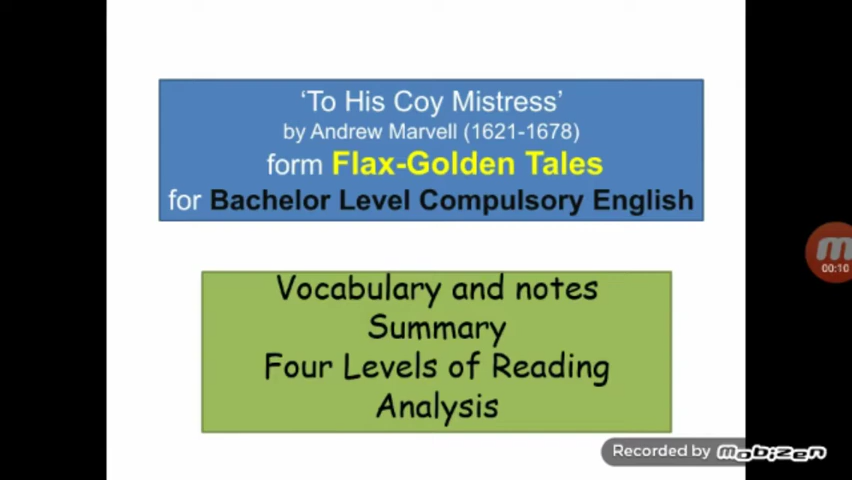 ‘To His Coy Mistress’
by Andrew Marvell (1621-1678)
form Flax-Golden Tales
for Bachelor Level Compulsory English
Vocabulary and notes
Summary
Four Levels of Reading
Analysis
00:10
Recorded by mobizen